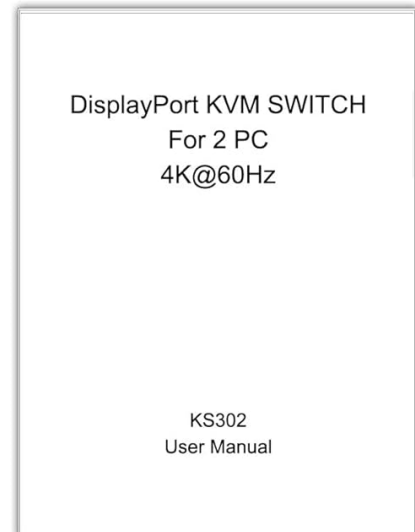 DisplayPort KVM SWITCH
For 2 PC
4K@60Hz
KS302
User Manual